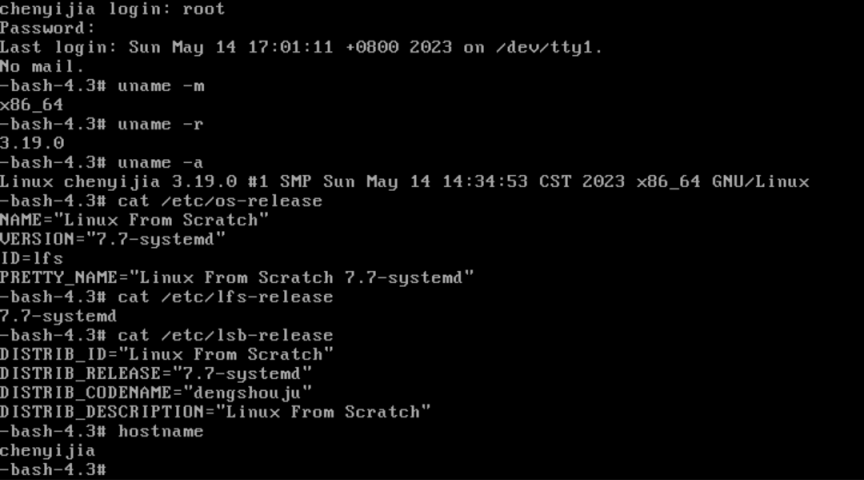 chenyijia login: root
Password:
Last login: Sun May 14 17:01:11 +0800 2023 on /dev/tty1.
No mail.
-bash-4.3# uname -m
x86_64
-bash-4.3# uname -r
3.19.0
-bash-4.3# uname -a
Linux chenyijia 3.19.0 #1 SMP Sun May 14 14:34:53 CST 2023 x86_64 GNU/Linux
-bash-4.3# cat /etc/os-release
NAME="Linux From Scratch"
VERSION="7.7-systemd"
ID=lfs
PRETTY_NAME="Linux From Scratch 7.7-systemd"
-bash-4.3# cat /etc/lfs-release
7.7-systemd
-bash-4.3# cat /etc/lsb-release
DISTRIB_ID="Linux From Scratch"
DISTRIB_RELEASE="7.7-systemd"
DISTRIB_CODENAME="dengshouju"
DISTRIB_DESCRIPTION="Linux From Scratch"
-bash-4.3# hostname
chenyijia
-bash-4.3#